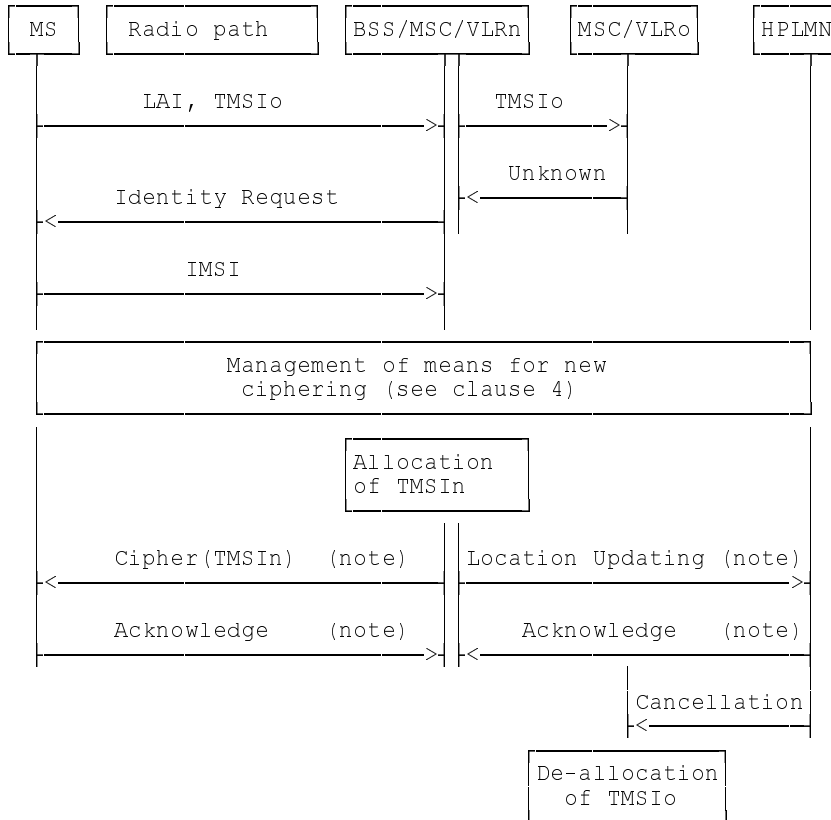 MS Radio path BSS/MSC/VLRn MSC/VLRo HPLMN
LAI, TMSIo TMSIo
Unknown
Identity Request
IMSI
Management of means for new
ciphering (see clause 4)
Allocation
of TMSIn
Cipher(TMSIn) (note) Location Updating (note)
Acknowledge (note) Acknowledge (note)
Cancellation
De-allocation
of TMSIo